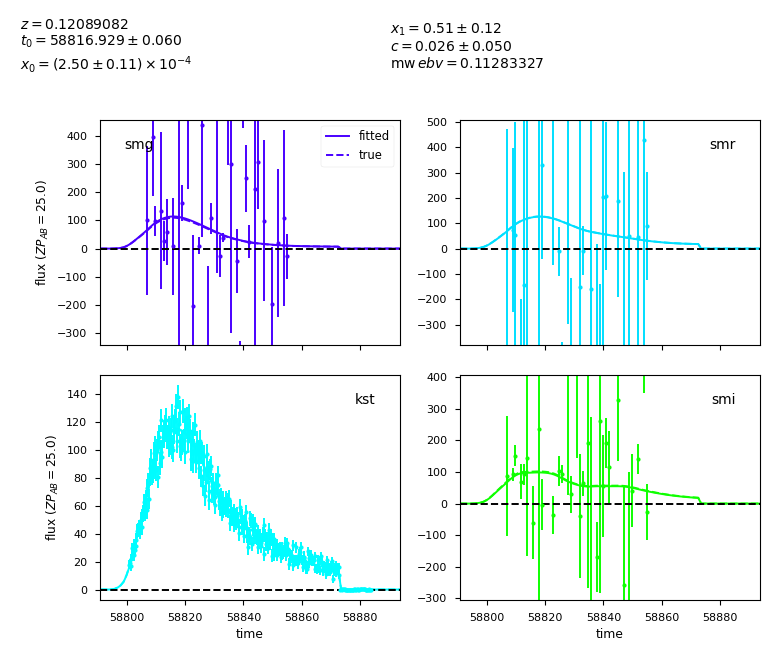 z = 0.12089082
t₀ = 58816.929 ± 0.060
x₀ = (2.50 ± 0.11) × 10⁻⁴
x₁ = 0.51 ± 0.12
c = 0.026 ± 0.050
mw ebv = 0.11283327
smg
fitted
true
flux (ZP_AB = 25.0)
400
300
200
100
0
−100
−200
−300
smr
500
400
300
200
100
0
−100
−200
−300
kst
flux (ZP_AB = 25.0)
140
120
100
80
60
40
20
0
58800 58820 58840 58860 58880
time
smi
400
300
200
100
0
−100
−200
−300
58800 58820 58840 58860 58880
time